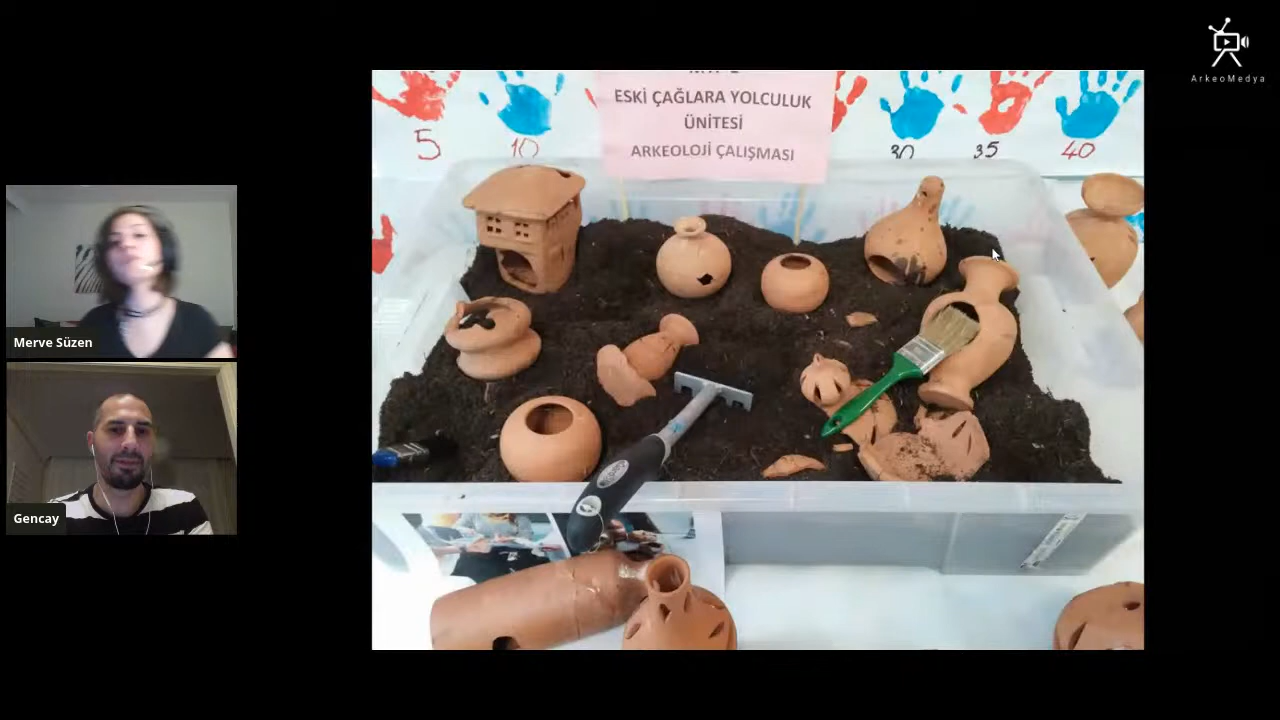 ArkeoMedya
ESKİ ÇAĞLARA YOLCULUK
ÜNİTESİ
ARKEOLOJİ ÇALIŞMASI
5
10
30
35
40
Merve Süzen
Gencay